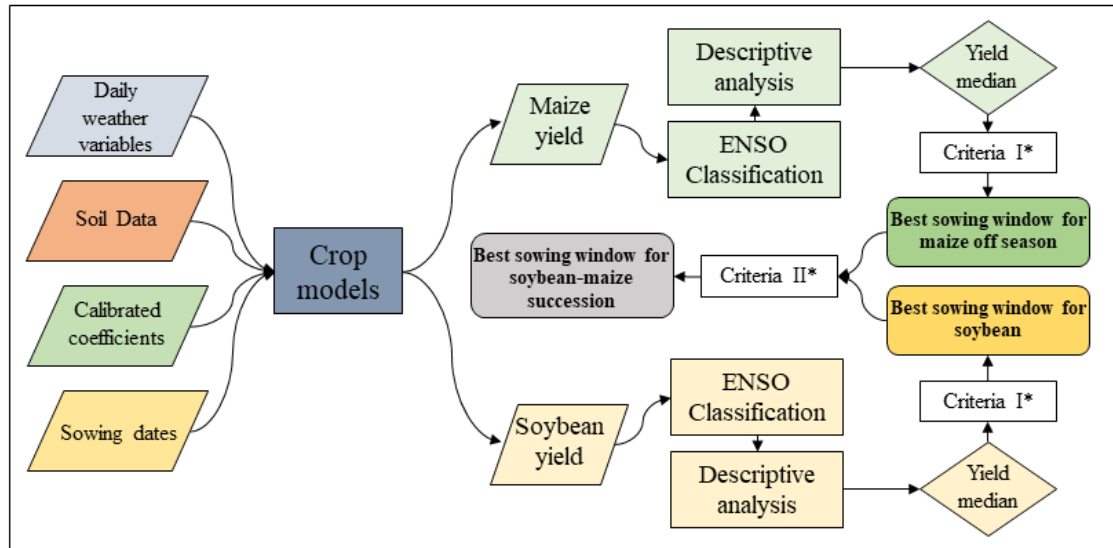 Daily
weather
variables
Soil Data
Calibrated
coefficients
Sowing dates
Crop
models
Maize
yield
Descriptive
analysis
ENSO
Classification
Yield
median
Criteria I*
Best sowing window for
maize off season
Best sowing window for
soybean-maize
succession
Criteria II*
Best sowing window for
soybean
Criteria I*
Soybean
yield
ENSO
Classification
Descriptive
analysis
Yield
median